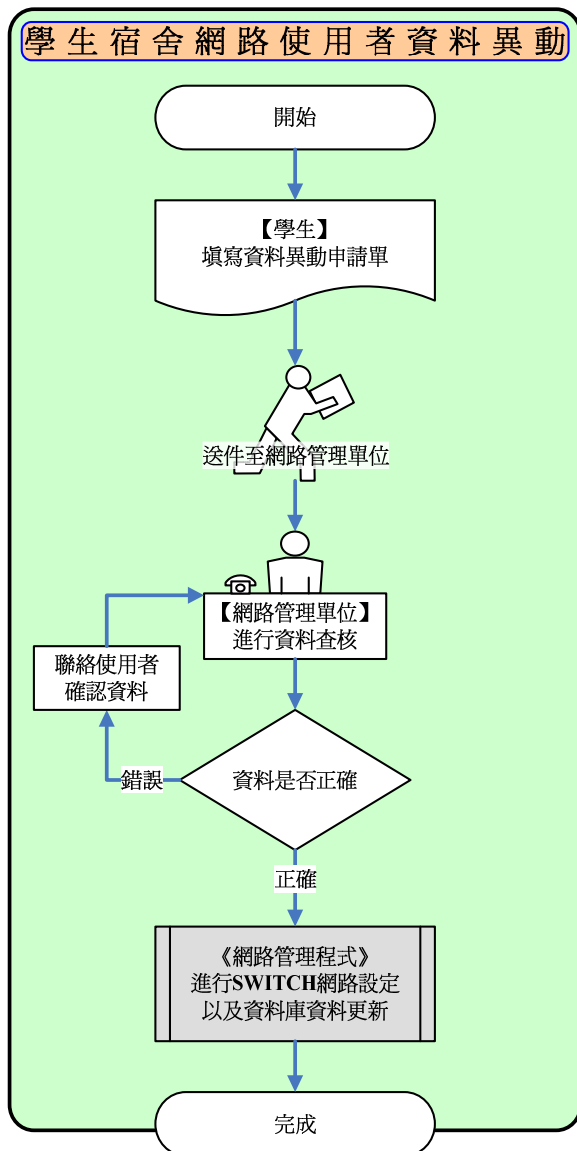 學生宿舍網路使用者資料異動
開始
【學生】
填寫資料異動申請單
送件至網路管理單位
【網路管理單位】
進行資料查核
聯絡使用者
確認資料
資料是否正確
錯誤
正確
《網路管理程式》
進行SWITCH網路設定
以及資料庫資料更新
完成